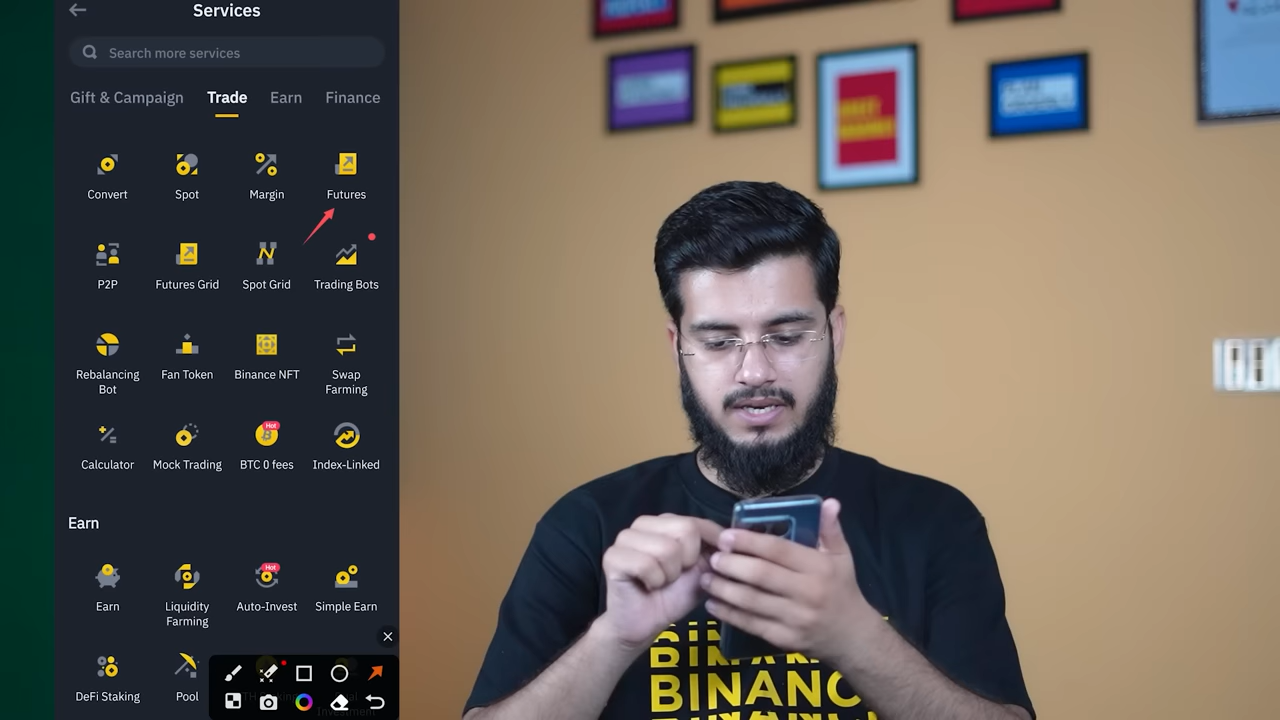 Services
Search more services
Gift & Campaign Trade Earn Finance
Convert Spot Margin Futures
P2P Futures Grid Spot Grid Trading Bots
Rebalancing Bot Fan Token Binance NFT Swap Farming
Hot
Calculator Mock Trading BTC 0 fees Index-Linked
Earn
Hot
Earn Liquidity Farming Auto-Invest Simple Earn
DeFi Staking Pool
BINANC